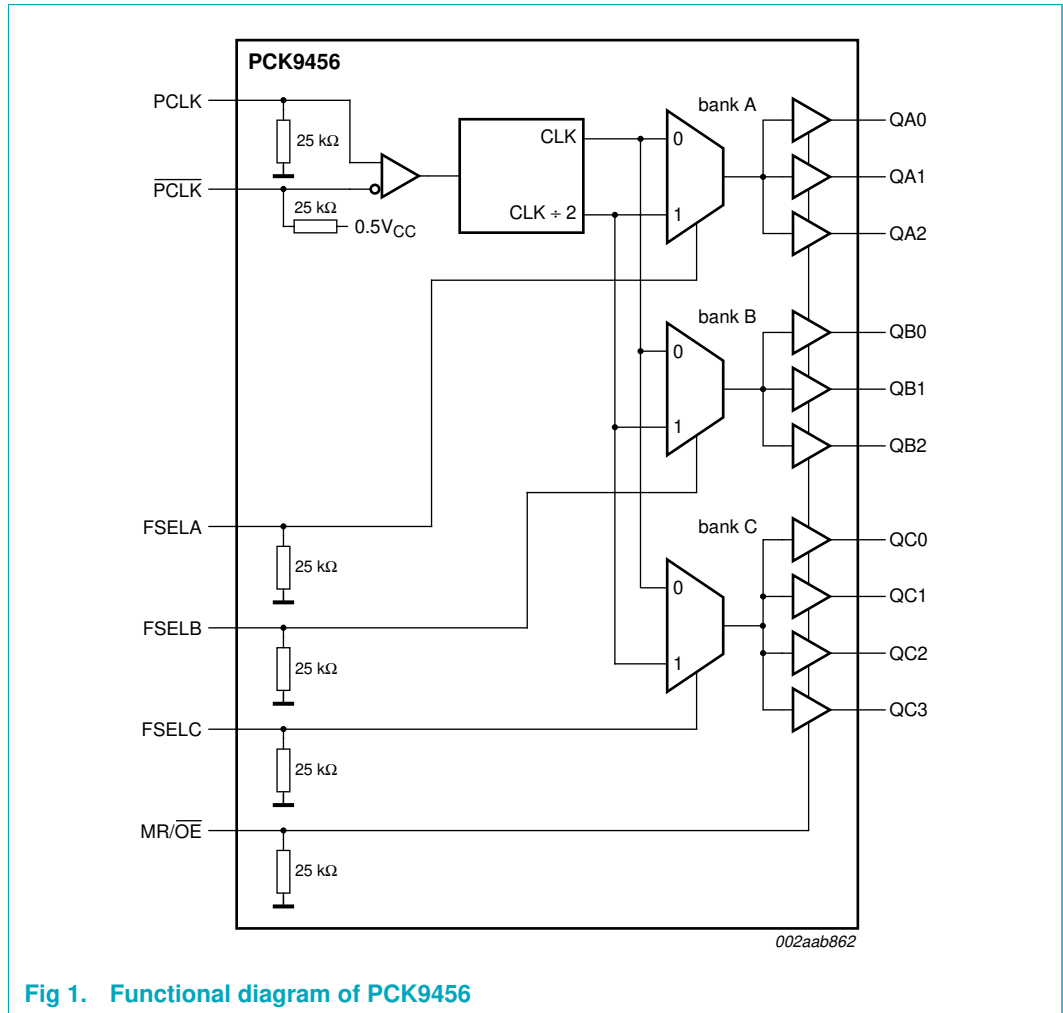 PCK9456
PCLK
25 kΩ
PCLK
25 kΩ
0.5VCC
CLK
CLK ÷ 2
bank A
0
1
QA0
QA1
QA2
bank B
0
1
QB0
QB1
QB2
bank C
0
1
QC0
QC1
QC2
QC3
FSELA
25 kΩ
FSELB
25 kΩ
FSELC
25 kΩ
MR/OE
25 kΩ
002aab862
Fig 1. Functional diagram of PCK9456